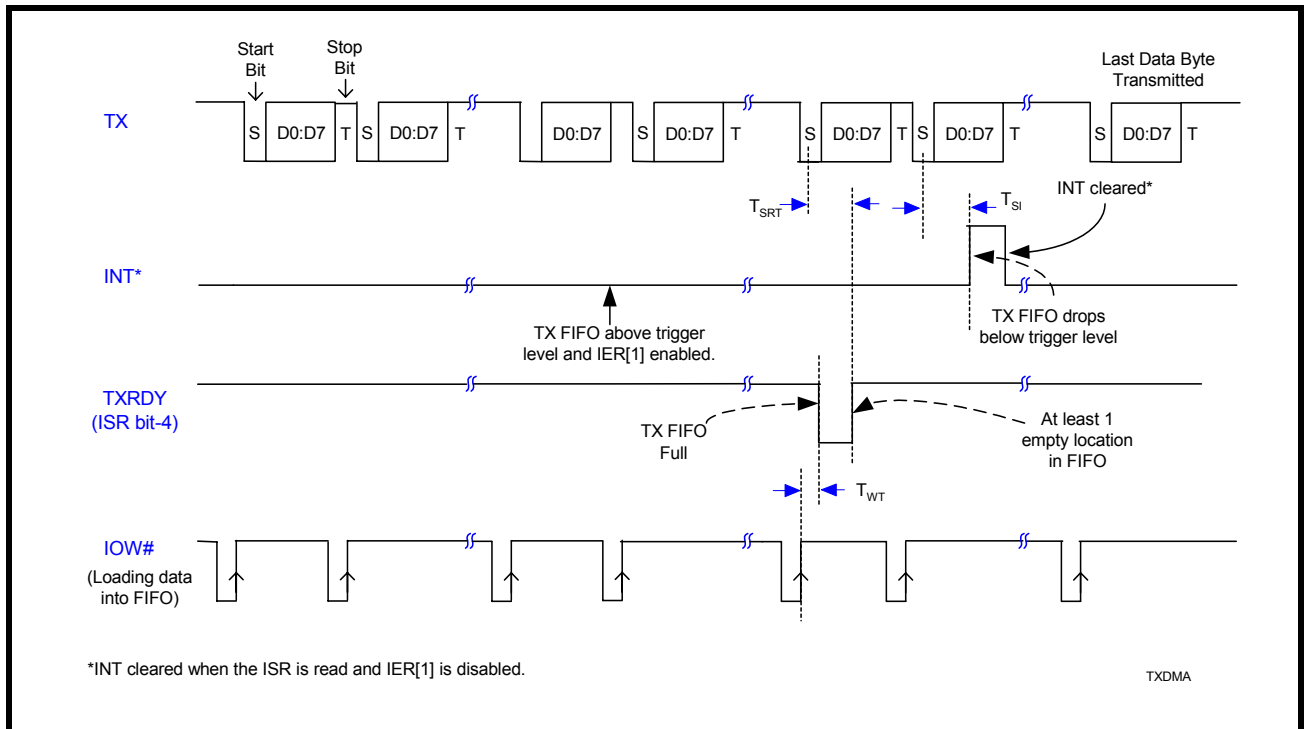 Start
Bit
Stop
Bit
Last Data Byte
Transmitted
TX
S D0:D7 T S D0:D7 T D0:D7 S D0:D7 T S D0:D7 T S D0:D7 T S D0:D7 T
INT cleared*
TSRT
TSI
INT*
TX FIFO above trigger
level and IER[1] enabled.
TX FIFO drops
below trigger level
TXRDY
(ISR bit-4)
TX FIFO
Full
At least 1
empty location
in FIFO
TWT
IOW#
(Loading data
into FIFO)
*INT cleared when the ISR is read and IER[1] is disabled.
TXDMA